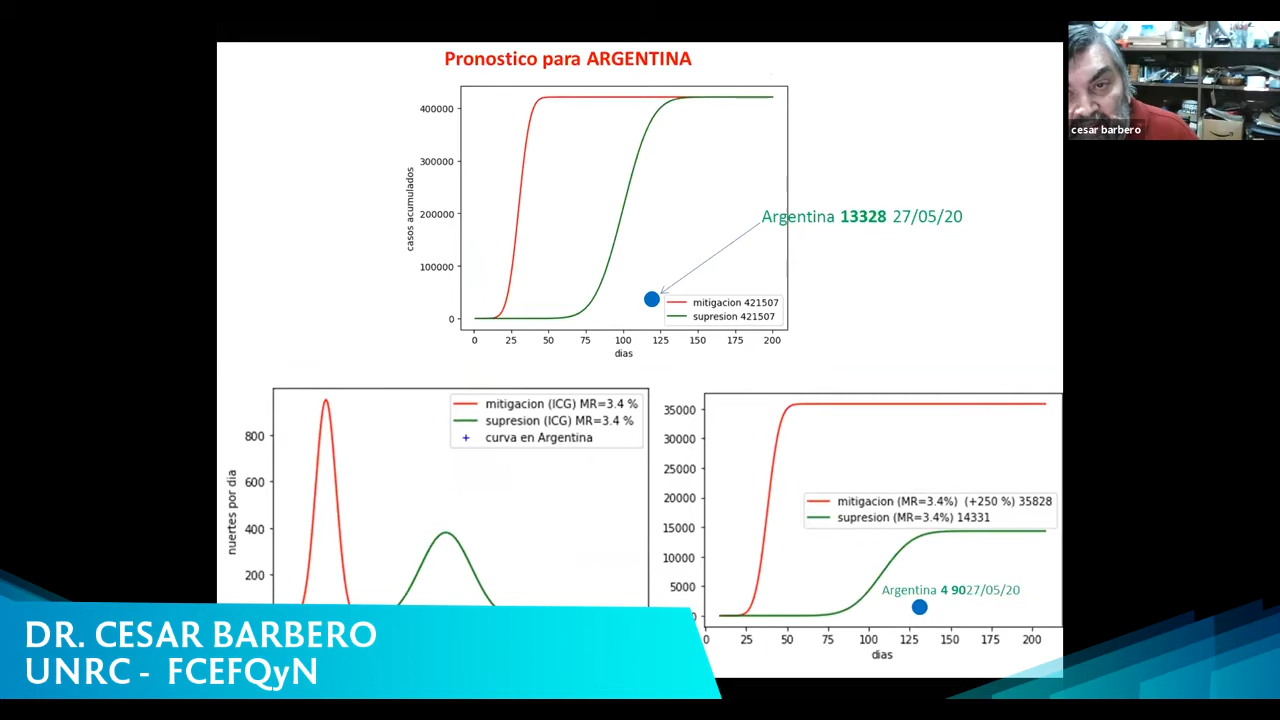 Pronostico para ARGENTINA
cesar barbero
400000
300000
200000
100000
0
casos acumulados
Argentina 13328 27/05/20
mitigacion 421507
supresion 421507
0 25 50 75 100 125 150 175 200
dias
mitigacion (ICG) MR=3.4 %
supresion (ICG) MR=3.4 %
curva en Argentina
800
600
400
200
nuertes por dia
35000
30000
25000
20000
15000
10000
5000
0
mitigacion (MR=3.4%) (+250 %) 35828
supresion (MR=3.4%) 14331
Argentina 4 9027/05/20
0 25 50 75 100 125 150 175 200
dias
DR. CESAR BARBERO
UNRC - FCEFQyN